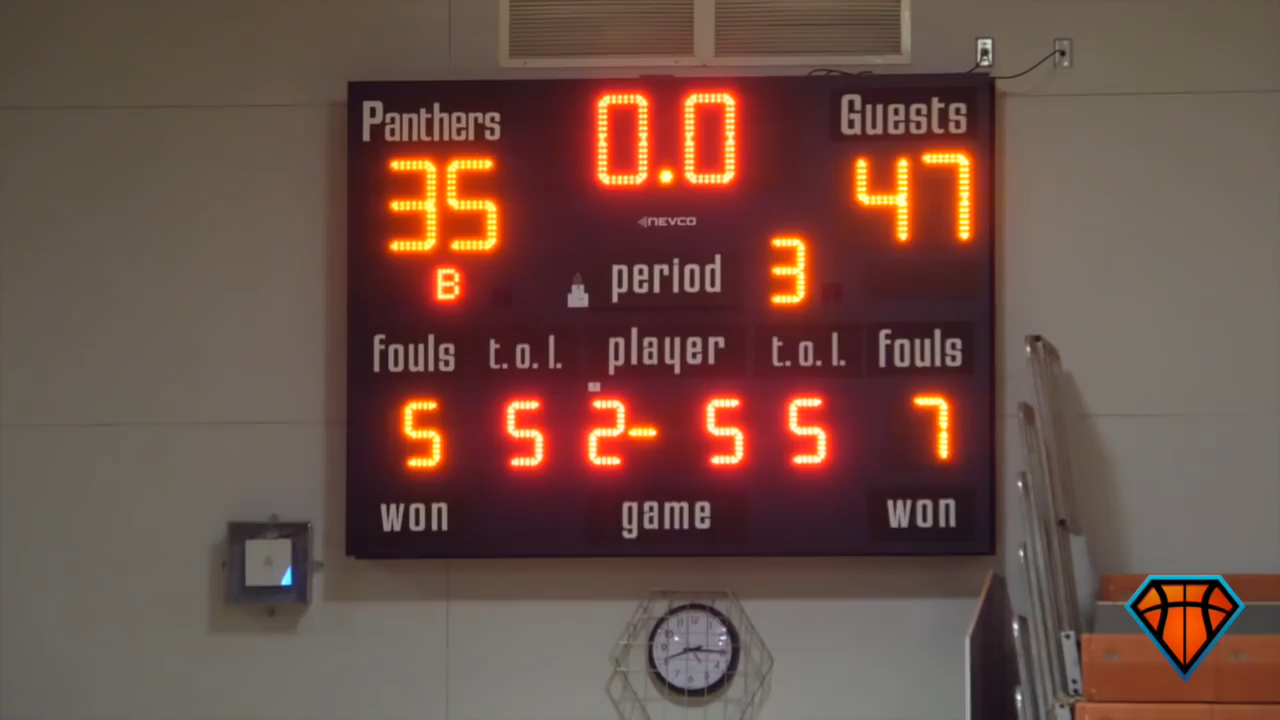 Panthers 0.0 Guests
35 47
NEVCO
B period 3
fouls t.o.l. player t.o.l. fouls
5 5 2- 5 5 7
won game won